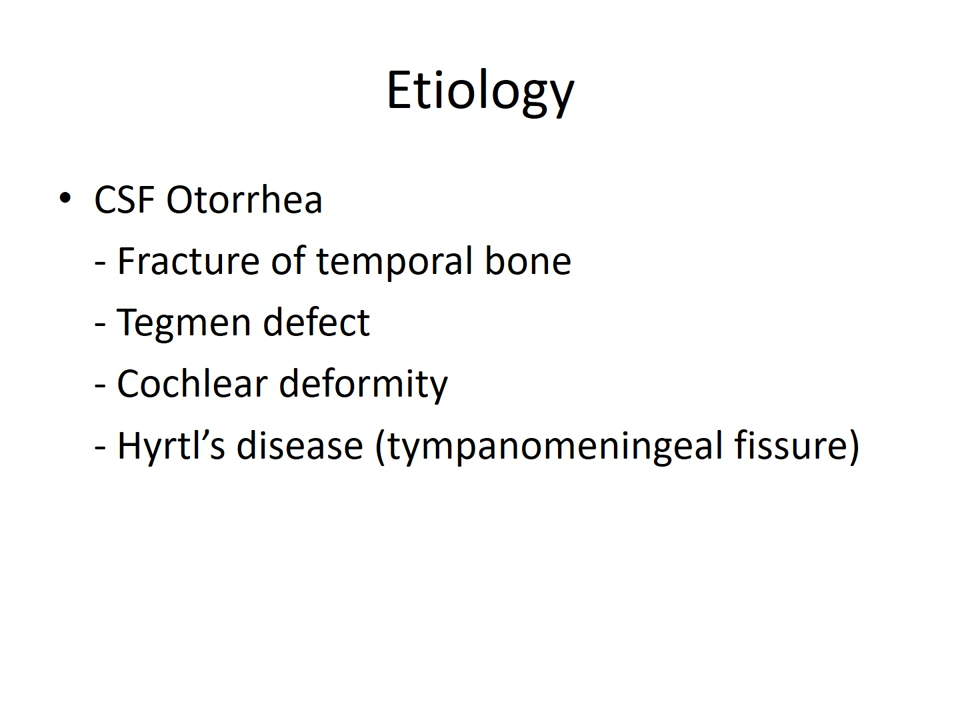 Etiology
• CSF Otorrhea
- Fracture of temporal bone
- Tegmen defect
- Cochlear deformity
- Hyrtl’s disease (tympanomeningeal fissure)